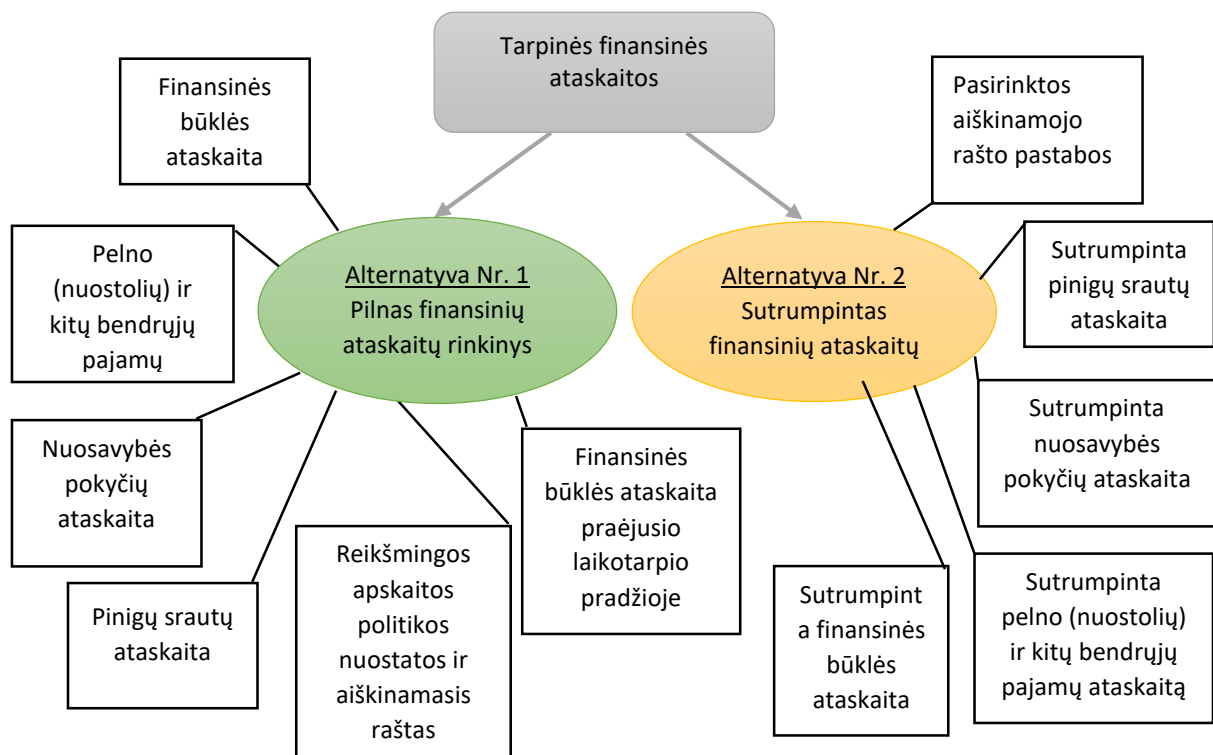 Tarpinės finansinės
ataskaitos
Finansinės
būklės
ataskaita
Pelno
(nuostolių) ir
kitų bendrųjų
pajamų
Nuosavybės
pokyčių
ataskaita
Pinigų srautų
ataskaita
Reikšmingos
apskaitos
politikos
nuostatos ir
aiškinamasis
raštas
Finansinės
būklės ataskaita
praėjusio
laikotarpio
pradžioje
Alternatyva Nr. 1
Pilnas finansinių
ataskaitų rinkinys
Alternatyva Nr. 2
Sutrumpintas
finansinių ataskaitų
Pasirinktos
aiškinamojo
rašto pastabos
Sutrumpinta
pinigų srautų
ataskaita
Sutrumpinta
nuosavybės
pokyčių ataskaita
Sutrumpinta
pelno (nuostolių)
ir kitų bendrųjų
pajamų ataskaitą
Sutrumpint
a finansinės
būklės
ataskaita